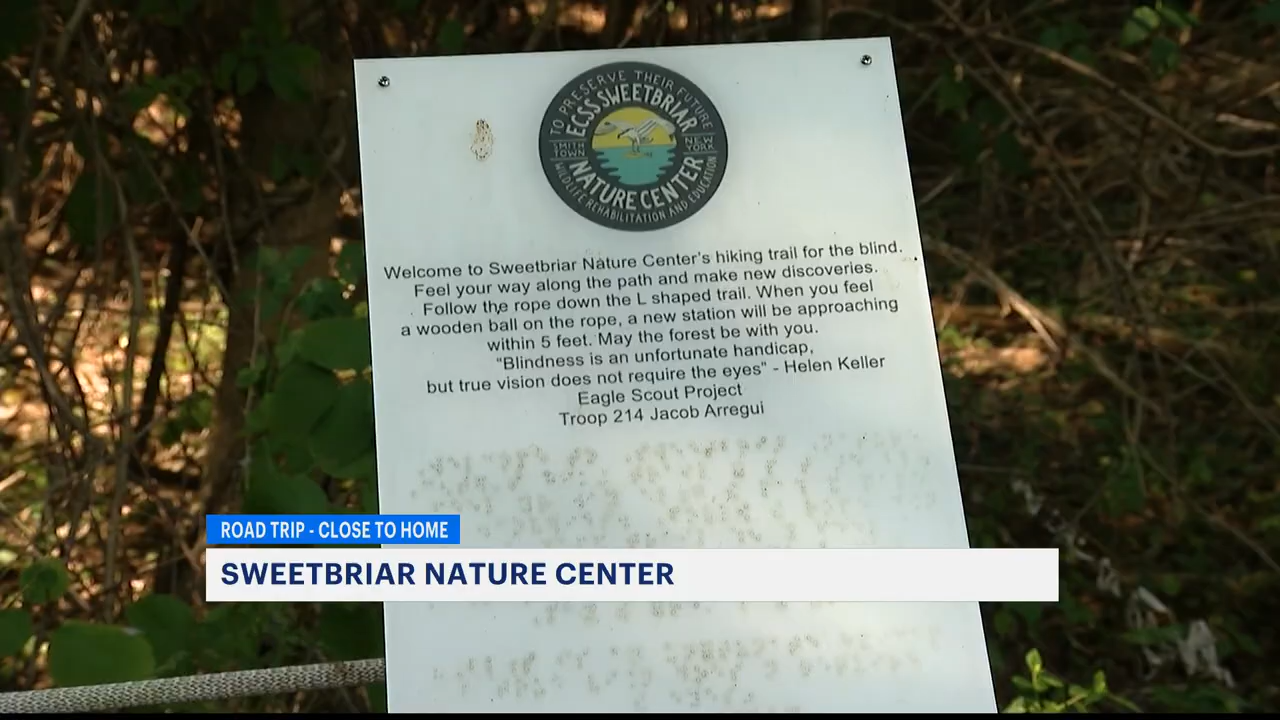 TO PRESERVE THEIR FUTURE
ECSS SWEETBRIAR
SMITHTOWN
NEW YORK
NATURE CENTER
WILDLIFE REHABILITATION AND EDUCATION
Welcome to Sweetbriar Nature Center's hiking trail for the blind.
Feel your way along the path and make new discoveries.
Follow the rope down the L shaped trail. When you feel
a wooden ball on the rope, a new station will be approaching
within 5 feet. May the forest be with you.
"Blindness is an unfortunate handicap,
but true vision does not require the eyes" - Helen Keller
Eagle Scout Project
Troop 214 Jacob Arregui
ROAD TRIP - CLOSE TO HOME
SWEETBRIAR NATURE CENTER